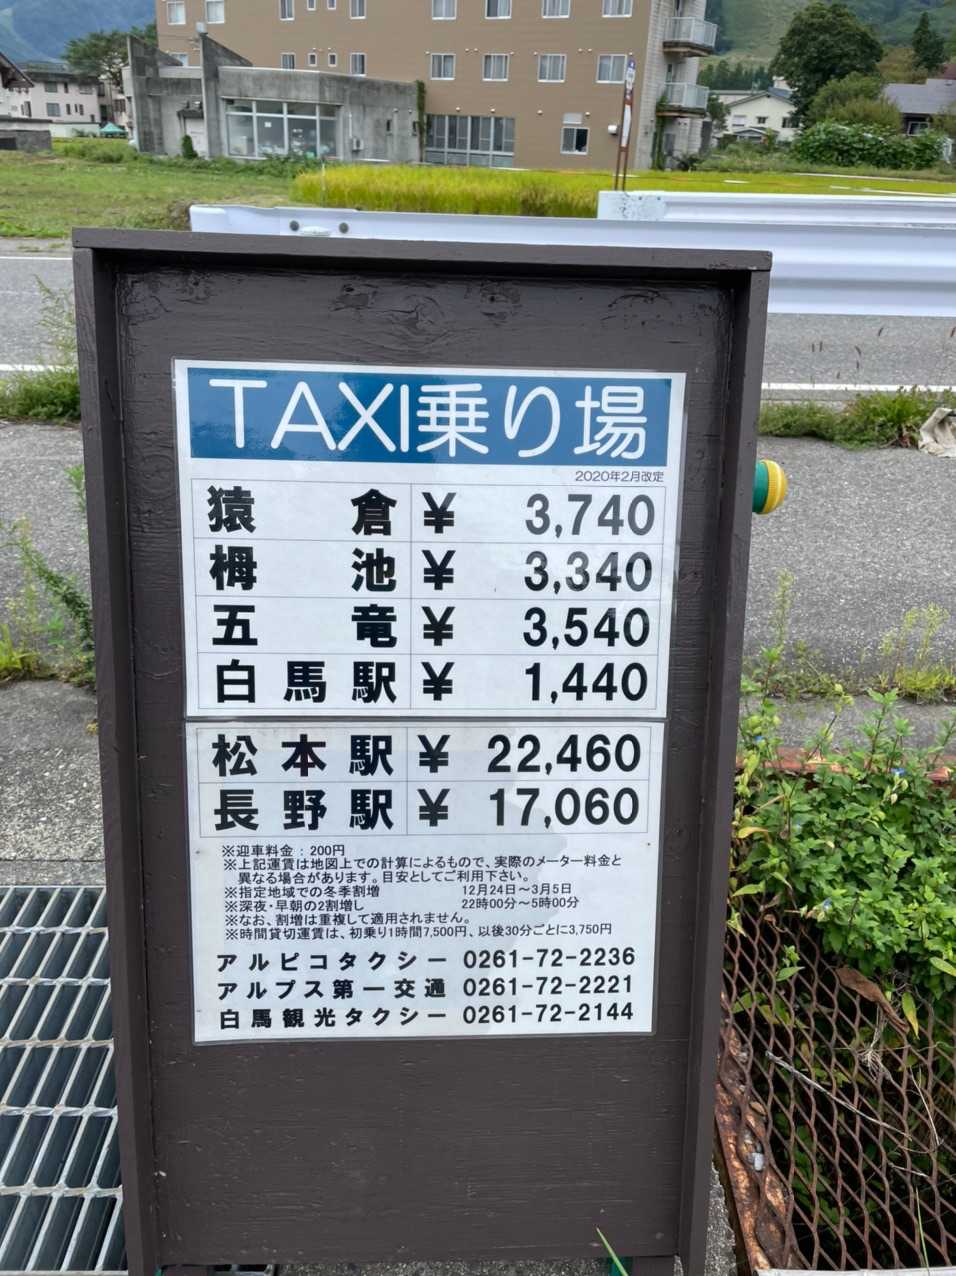 TAXI乗り場
2020年2月改定
猿倉 ¥ 3,740
栂池 ¥ 3,340
五竜 ¥ 3,540
白馬駅 ¥ 1,440
松本駅 ¥ 22,460
長野駅 ¥ 17,060
※迎車料金：200円
※上記運賃は地図上での計算によるもので、実際のメーター料金と
異なる場合があります。目安としてご利用下さい。
※指定地域での冬季割増 12月24日～3月5日
※深夜・早朝の2割増し 22時00分～5時00分
※なお、割増は重複して適用されません。
※時間貸切運賃は、初乗り1時間7,500円、以後30分ごとに3,750円
アルピコタクシー 0261-72-2236
アルプス第一交通 0261-72-2221
白馬観光タクシー 0261-72-2144